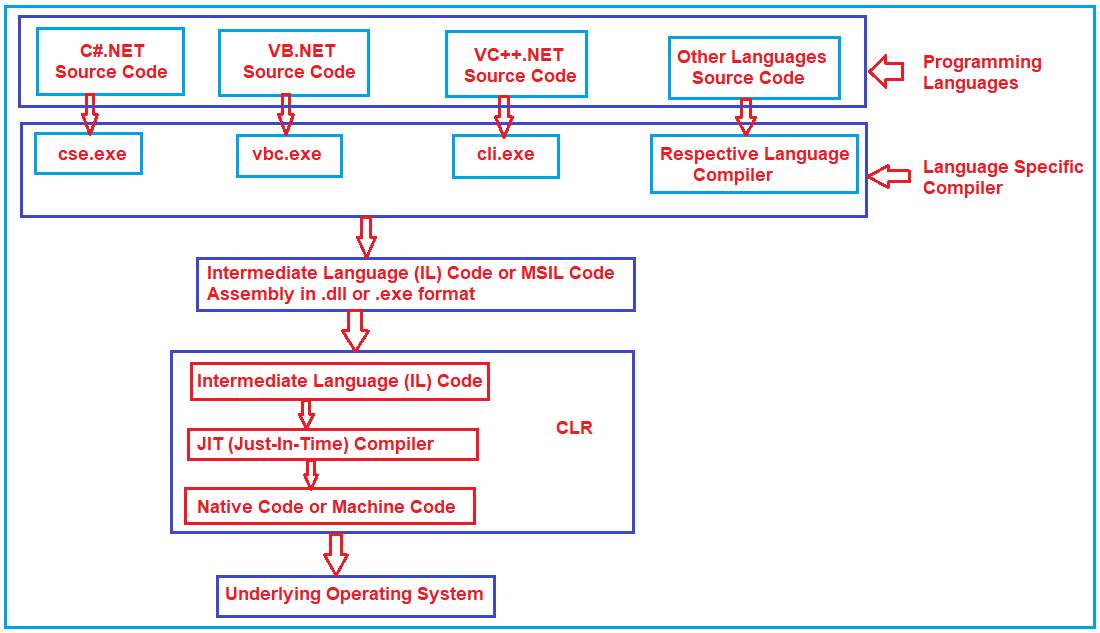 C#.NET
Source Code
VB.NET
Source Code
VC++.NET
Source Code
Other Languages
Source Code
Programming
Languages
cse.exe
vbc.exe
cli.exe
Respective Language
Compiler
Language Specific
Compiler
Intermediate Language (IL) Code or MSIL Code
Assembly in .dll or .exe format
Intermediate Language (IL) Code
CLR
JIT (Just-In-Time) Compiler
Native Code or Machine Code
Underlying Operating System